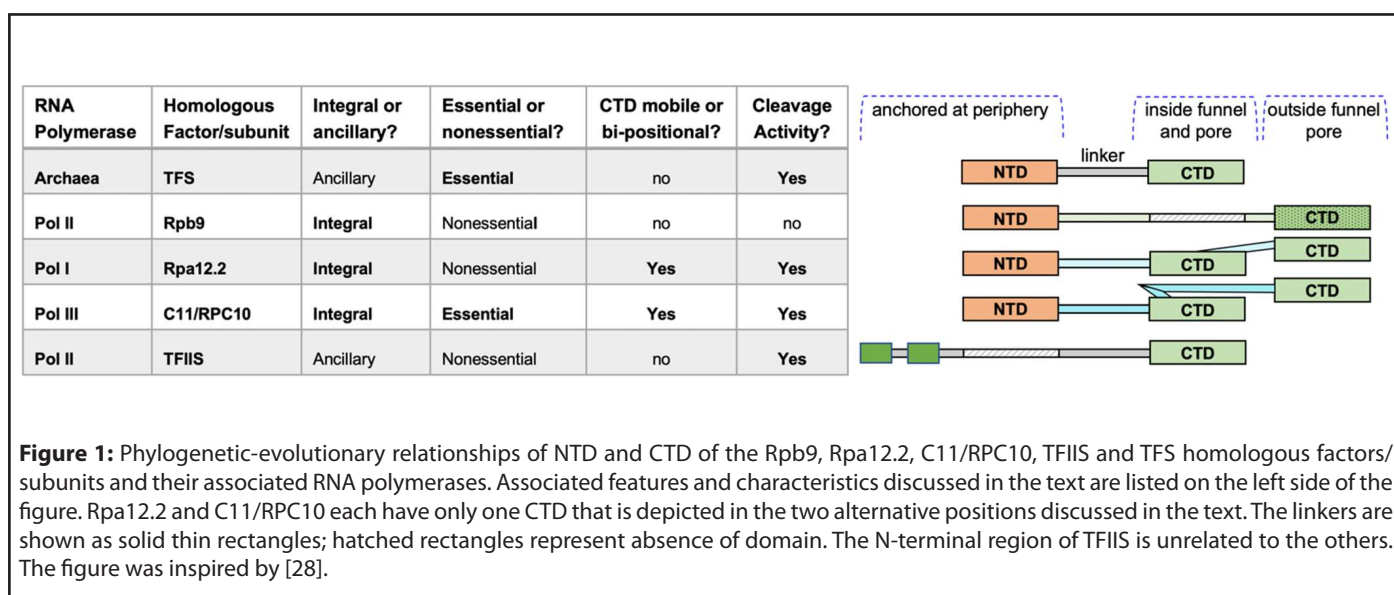 RNA Polymerase Homologous Factor/subunit Integral or ancillary? Essential or nonessential? CTD mobile or bi-positional? Cleavage Activity?
Archaea TFS Ancillary Essential no Yes
Pol II Rpb9 Integral Nonessential no no
Pol I Rpa12.2 Integral Nonessential Yes Yes
Pol III C11/RPC10 Integral Essential Yes Yes
Pol II TFIIS Ancillary Nonessential no Yes
anchored at periphery
inside funnel
and pore
outside funnel
pore
linker
NTD CTD
NTD CTD
CTD
NTD CTD
CTD
NTD CTD
CTD
Figure 1: Phylogenetic-evolutionary relationships of NTD and CTD of the Rpb9, Rpa12.2, C11/RPC10, TFIIS and TFS homologous factors/
subunits and their associated RNA polymerases. Associated features and characteristics discussed in the text are listed on the left side of the
figure. Rpa12.2 and C11/RPC10 each have only one CTD that is depicted in the two alternative positions discussed in the text. The linkers are
shown as solid thin rectangles; hatched rectangles represent absence of domain. The N-terminal region of TFIIS is unrelated to the others.
The figure was inspired by [28].